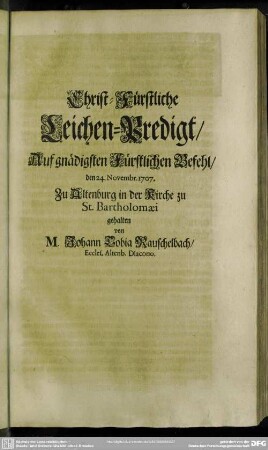 Christ-Fürstliche
Leichen-Predigt/
Auf gnädigsten Fürstlichen Befehl/
den 24. Novembr. 1707.
Zu Altenburg in der Kirche zu
St. Bartholomæi
gehalten
von
M. Johann Tobia Rauschelbach/
Eccles. Altenb. Diacono.
DFG